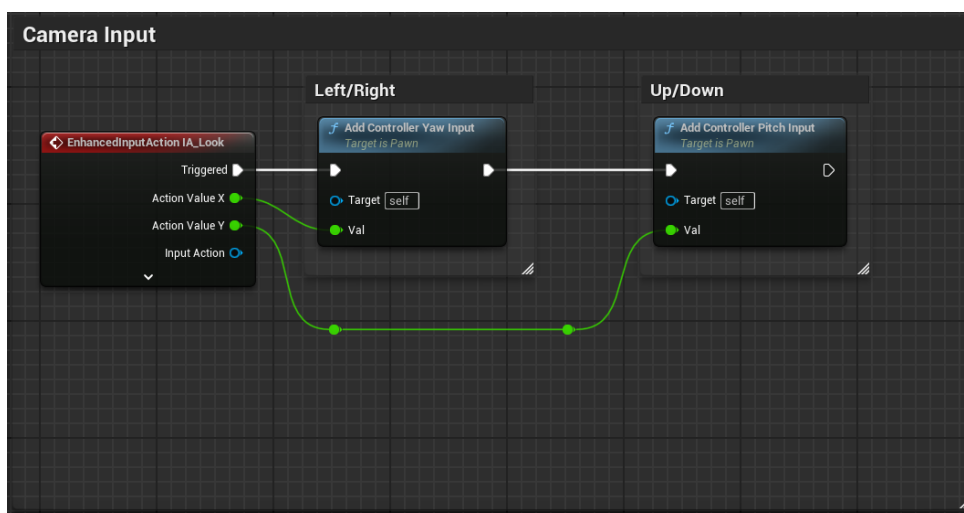 Camera Input
Left/Right
Up/Down
EnhancedInputAction IA_Look
Triggered
Action Value X
Action Value Y
Input Action
f Add Controller Yaw Input
Target is Pawn
Target self
Val
f Add Controller Pitch Input
Target is Pawn
Target self
Val